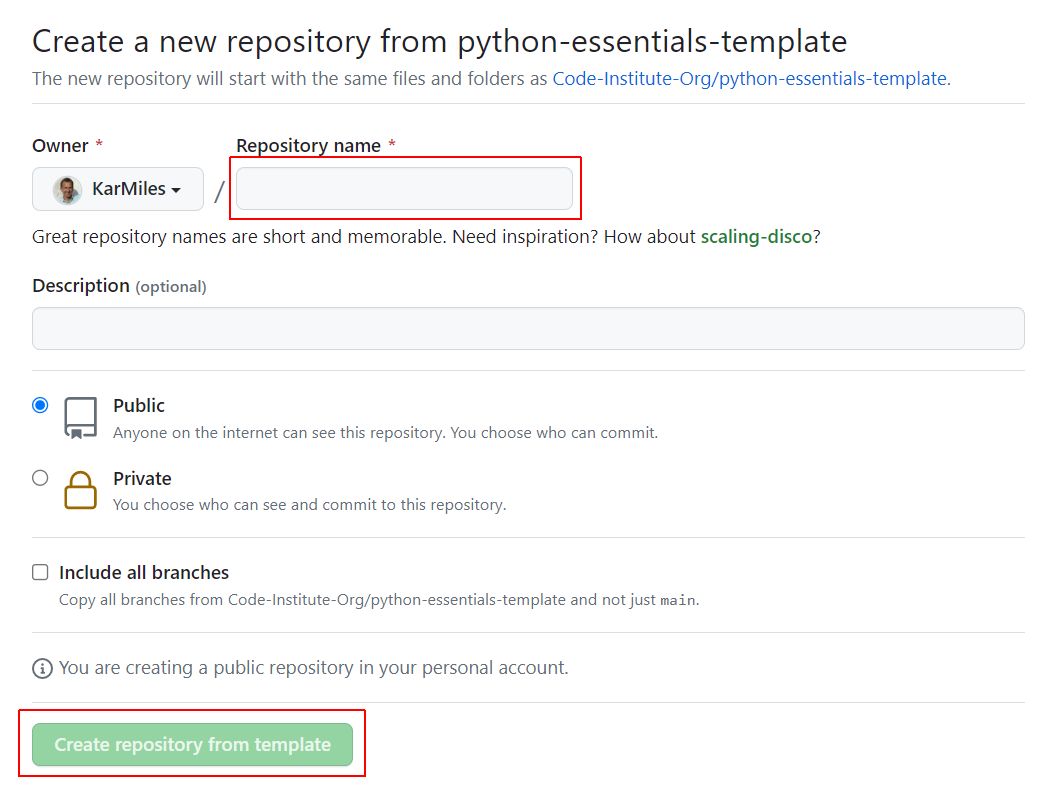 Create a new repository from python-essentials-template
The new repository will start with the same files and folders as Code-Institute-Org/python-essentials-template.
Owner * Repository name *
KarMiles /
Great repository names are short and memorable. Need inspiration? How about scaling-disco?
Description (optional)
Public
Anyone on the internet can see this repository. You choose who can commit.
Private
You choose who can see and commit to this repository.
Include all branches
Copy all branches from Code-Institute-Org/python-essentials-template and not just main.
You are creating a public repository in your personal account.
Create repository from template